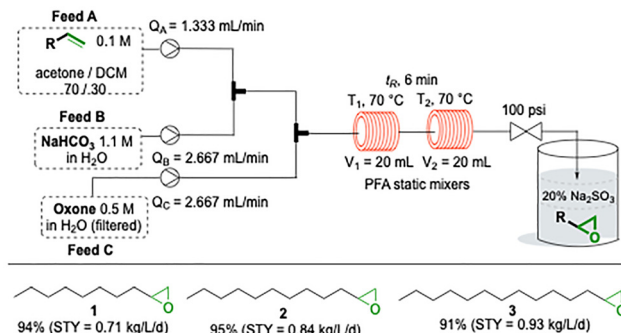 Feed A
R 0.1 M
acetone / DCM
70 / 30
Q_A = 1.333 mL/min
Feed B
NaHCO₃ 1.1 M
in H₂O
Q_B = 2.667 mL/min
Q_C = 2.667 mL/min
Oxone 0.5 M
in H₂O (filtered)
Feed C
t_R, 6 min
T₁, 70 °C T₂, 70 °C
V₁ = 20 mL V₂ = 20 mL
PFA static mixers
100 psi
20% Na₂SO₃
R O
O O O
1 2 3
94% (STY = 0.71 kg/L/d) 95% (STY = 0.84 kg/L/d) 91% (STY = 0.93 kg/L/d)